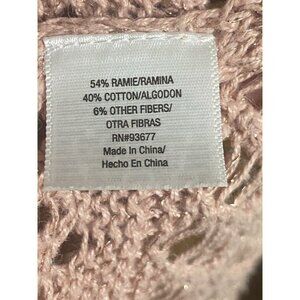 54% RAMIE/RAMINA
40% COTTON/ALGODON
6% OTHER FIBERS/
OTRA FIBRAS
RN#93677
Made In China/
Hecho En China